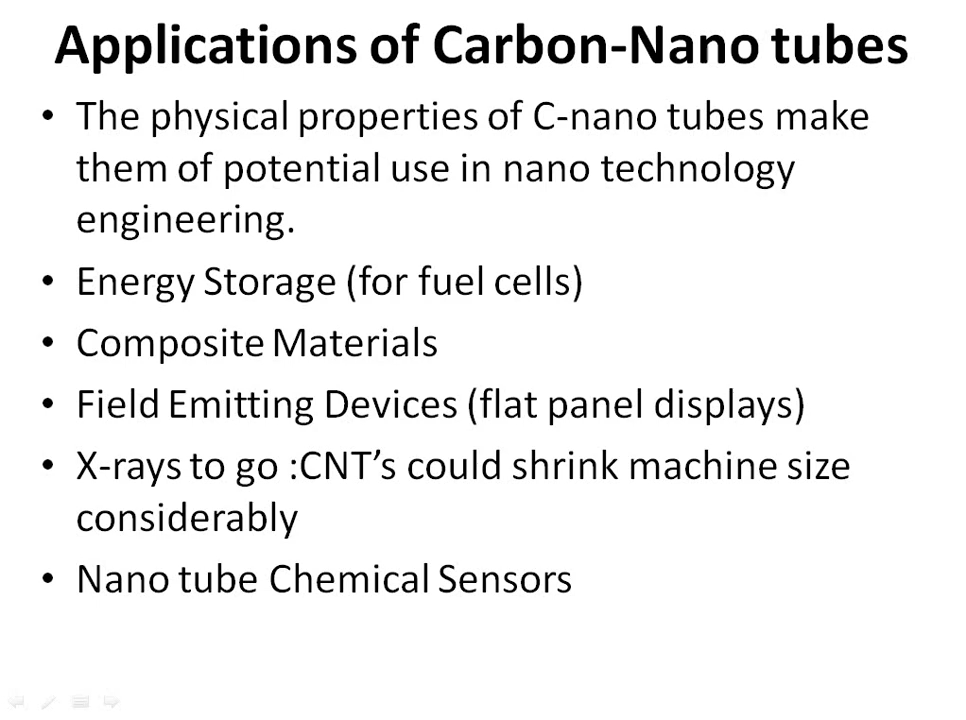 Applications of Carbon-Nano tubes
• The physical properties of C-nano tubes make
them of potential use in nano technology
engineering.
• Energy Storage (for fuel cells)
• Composite Materials
• Field Emitting Devices (flat panel displays)
• X-rays to go :CNT’s could shrink machine size
considerably
• Nano tube Chemical Sensors